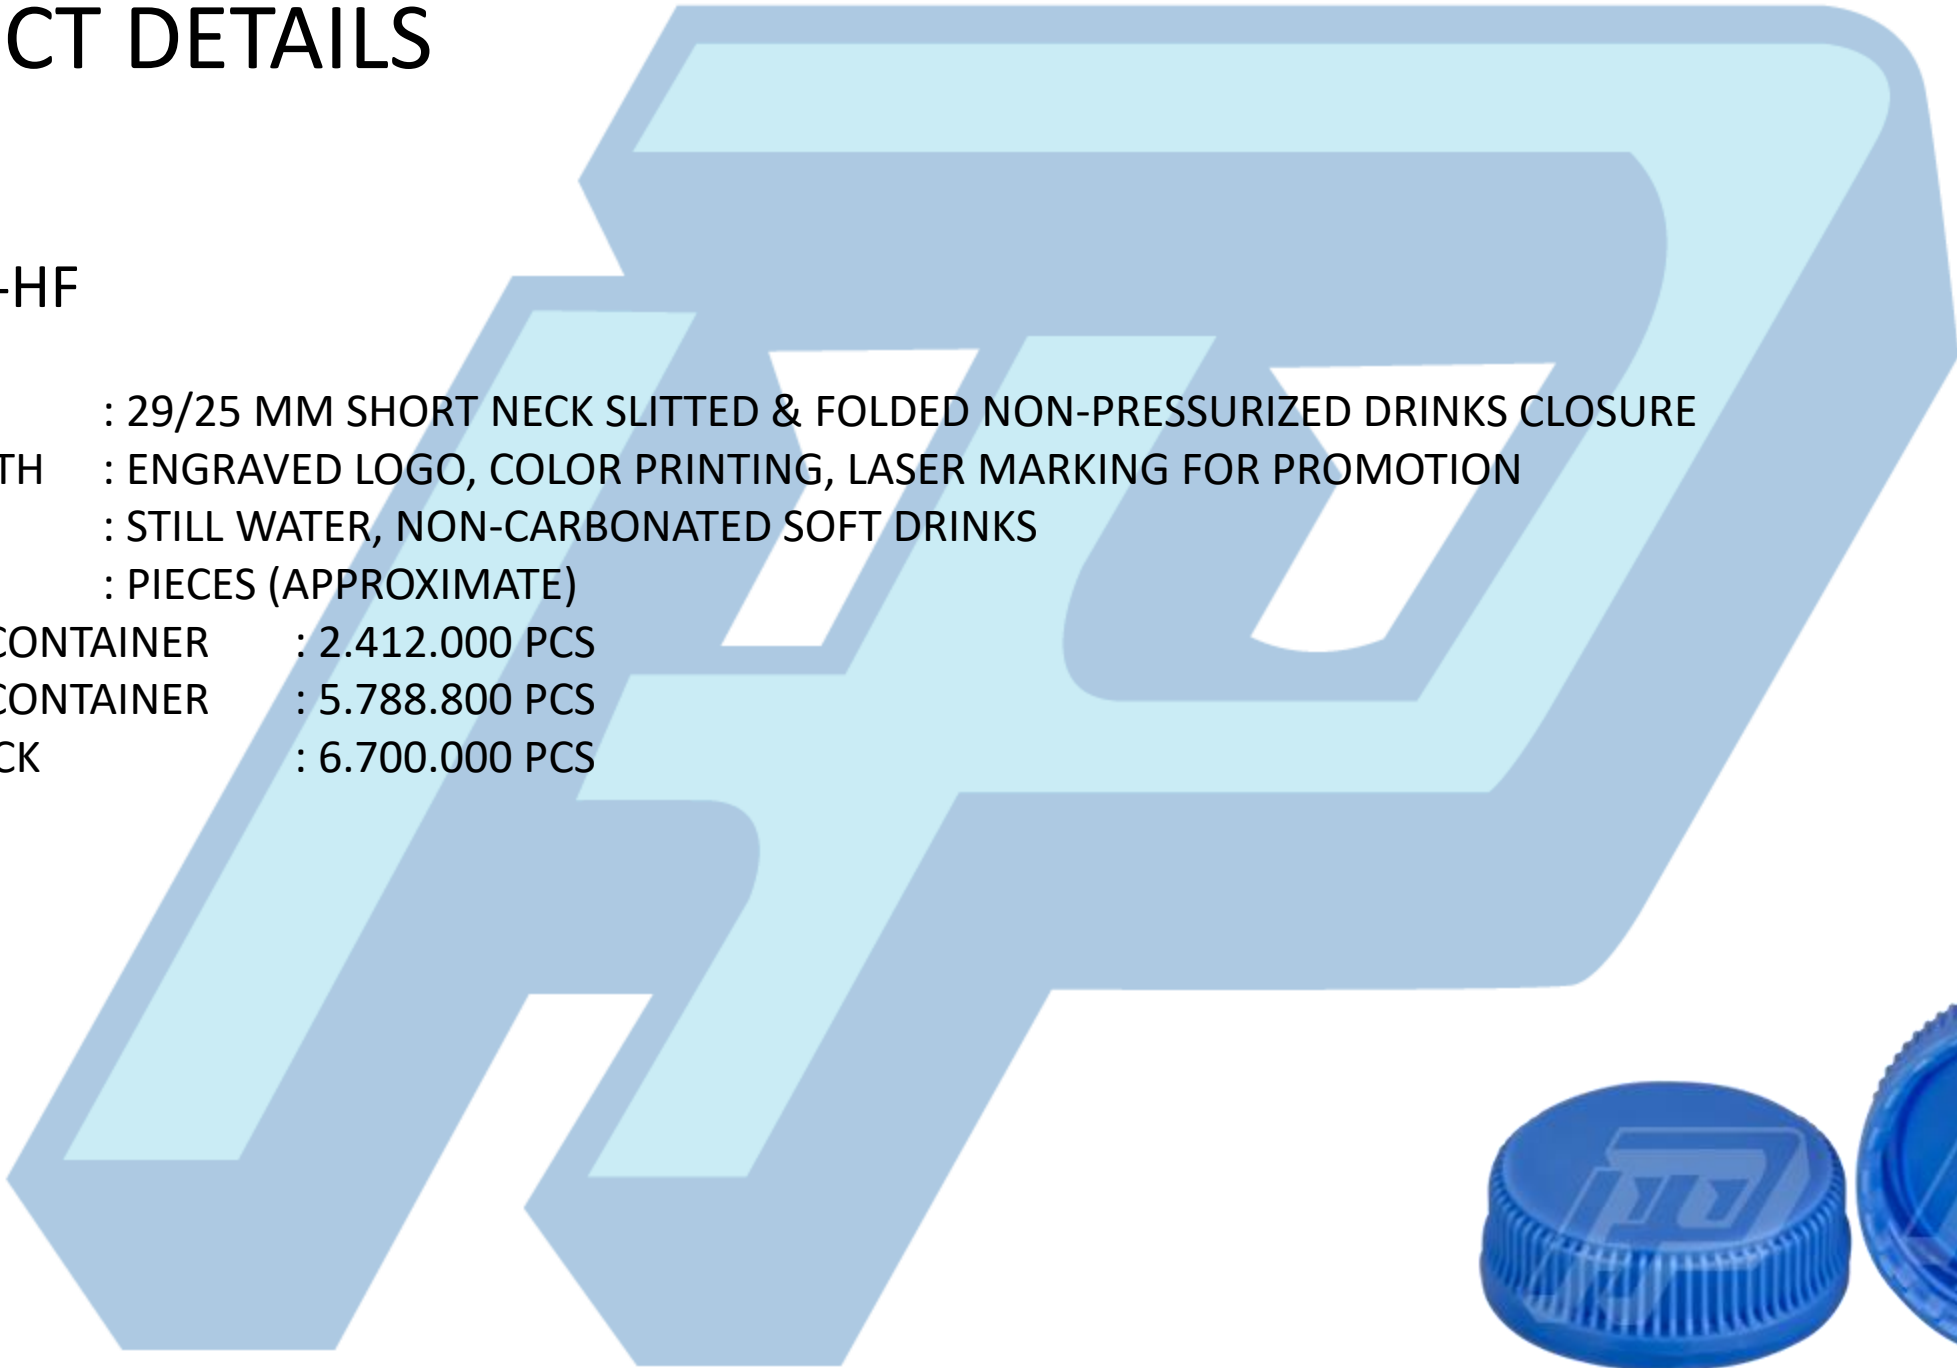 CT DETAILS
-HF
: 29/25 MM SHORT NECK SLITTED & FOLDED NON-PRESSURIZED DRINKS CLOSURE
TH : ENGRAVED LOGO, COLOR PRINTING, LASER MARKING FOR PROMOTION
: STILL WATER, NON-CARBONATED SOFT DRINKS
: PIECES (APPROXIMATE)
CONTAINER : 2.412.000 PCS
CONTAINER : 5.788.800 PCS
CK : 6.700.000 PCS